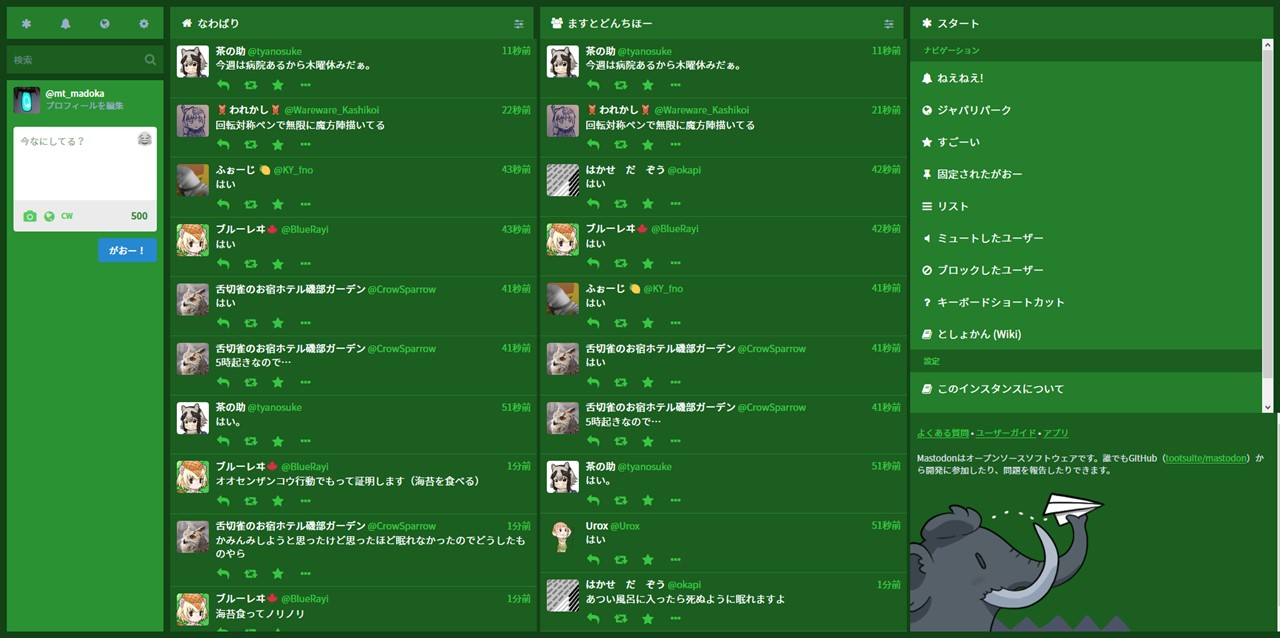 検索
@mt_madoka
プロフィールを編集
今なにしてる？
CW
500
がおー！
なわばり
茶の助 @tyanosuke 11秒前
今週は病院あるから木曜休みだぁ。
われかし @Wareware_Kashikoi 22秒前
回転対称ペンで無限に魔方陣描いてる
ふぉーじ @KY_fno 43秒前
はい
ブルーレヰ @BlueRayi 43秒前
はい
舌切雀のお宿ホテル磯部ガーデン @CrowSparrow 41秒前
はい
舌切雀のお宿ホテル磯部ガーデン @CrowSparrow 41秒前
5時起きなので…
茶の助 @tyanosuke 51秒前
はい。
ブルーレヰ @BlueRayi 1分前
オオセンザンコウ行動でもって証明します（海苔を食べる）
舌切雀のお宿ホテル磯部ガーデン @CrowSparrow 1分前
かみんみしようと思ったけど思ったほど眠れなかったのでどうしたも
のやら
ブルーレヰ @BlueRayi 1分前
海苔食ってノリノリ
ますとどんちほー
茶の助 @tyanosuke 11秒前
今週は病院あるから木曜休みだぁ。
われかし @Wareware_Kashikoi 21秒前
回転対称ペンで無限に魔方陣描いてる
はかせ　だ　ぞう @okapi 42秒前
はい
ブルーレヰ @BlueRayi 42秒前
はい
ふぉーじ @KY_fno 41秒前
はい
舌切雀のお宿ホテル磯部ガーデン @CrowSparrow 41秒前
はい
舌切雀のお宿ホテル磯部ガーデン @CrowSparrow 41秒前
5時起きなので…
茶の助 @tyanosuke 51秒前
はい。
Urox @Urox 51秒前
はい
はかせ　だ　ぞう @okapi 1分前
あつい風呂に入ったら死ぬように眠れますよ
スタート
ナビゲーション
ねえねえ!
ジャパリパーク
すごーい
固定されたがおー
リスト
ミュートしたユーザー
ブロックしたユーザー
キーボードショートカット
としょかん (Wiki)
設定
このインスタンスについて
よくある質問 • ユーザーガイド • アプリ
Mastodonはオープンソースソフトウェアです。誰でもGitHub（tootsuite/mastodon）か
ら開発に参加したり、問題を報告したりできます。